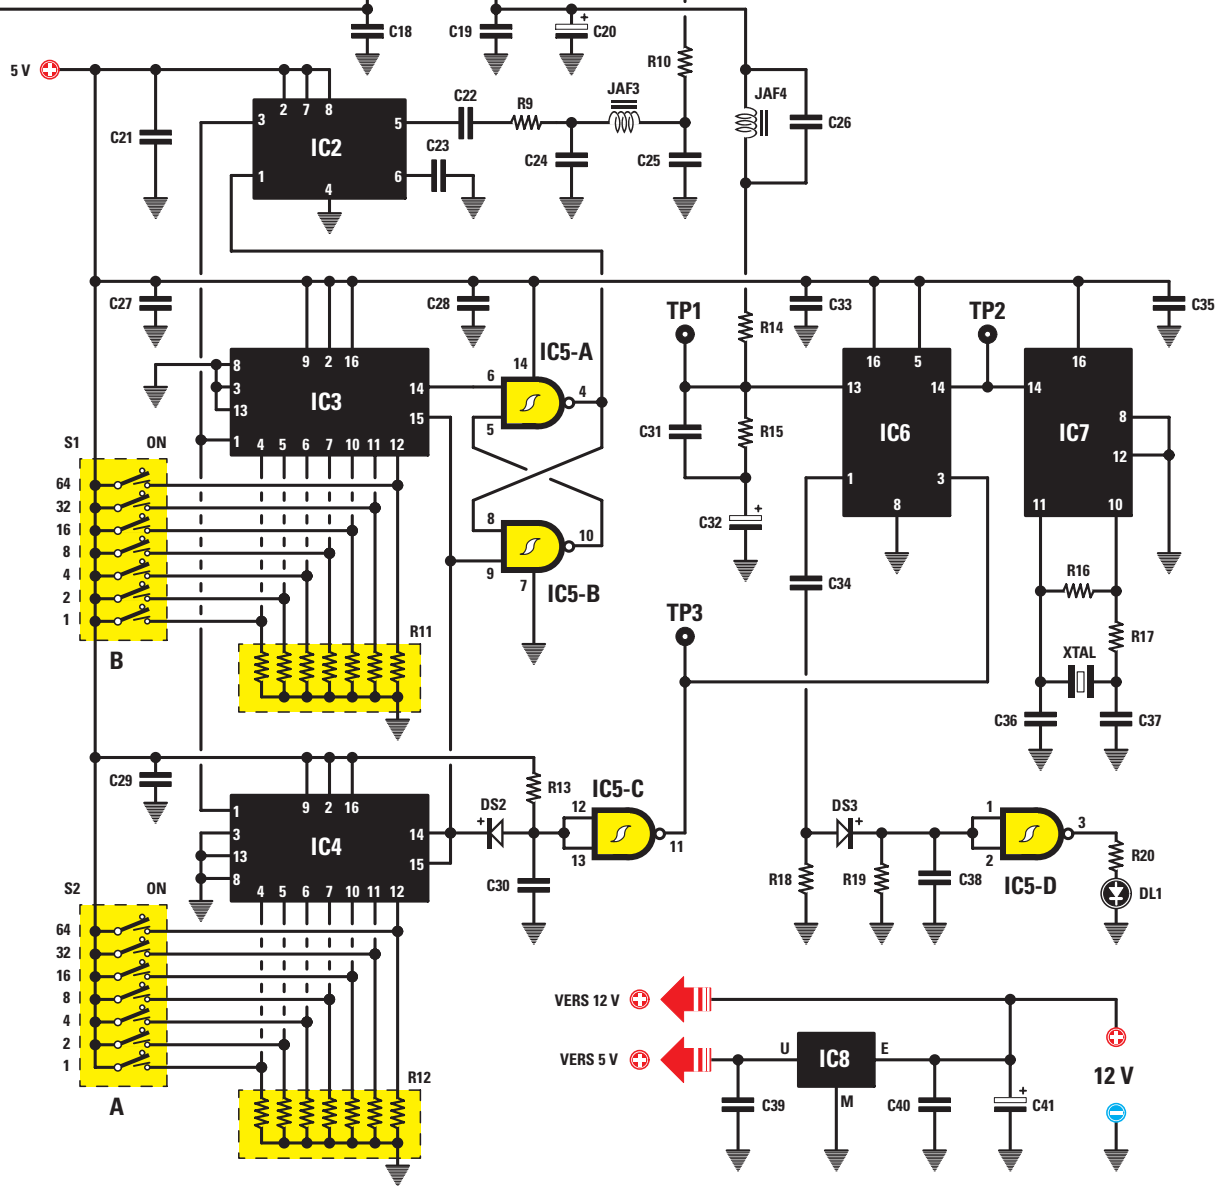 C18
C19
+
C20
5 V +
R10
C21
2 7 8
3
IC2
5
1
6
4
C22
R9
JAF3
C23
C24
C25
JAF4
C26
C27
C28
C33
C35
TP1
R14
TP2
8
9 2 16
3
IC3
14
13
15
1
4 5 6 7 10 11 12
IC5-A
14
6
4
5
8
10
9
7
IC5-B
C31
R15
C32
+
16 5
13
14
IC6
1
3
8
16
14
8
IC7
12
11 10
S1 ON
64
32
16
8
4
2
1
B
R11
C34
R16
R17
XTAL
C36
C37
TP3
C29
9 2 16
1
3
IC4
14
13
15
8
4 5 6 7 10 11 12
DS2
+
R13
IC5-C
12
13
11
C30
DS3
+
R18
R19
C38
1
2
3
IC5-D
R20
DL1
S2 ON
64
32
16
8
4
2
1
A
R12
VERS 12 V +
VERS 5 V +
U
IC8
E
M
C39
C40
+
C41
+
12 V
−